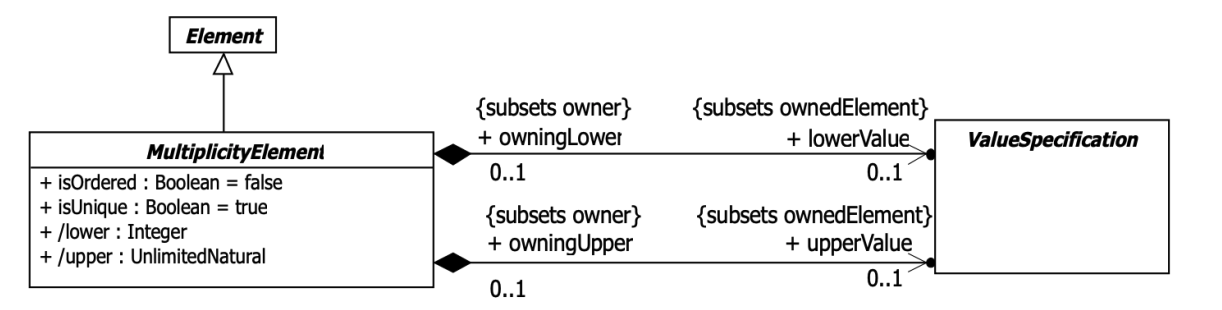 Element
{subsets owner}
{subsets ownedElement}
+ owningLower
+ lowerValue
MultiplicityElement
ValueSpecification
0..1
0..1
+ isOrdered : Boolean = false
+ isUnique : Boolean = true
+ /lower : Integer
+ /upper : UnlimitedNatural
{subsets owner}
{subsets ownedElement}
+ owningUpper
+ upperValue
0..1
0..1